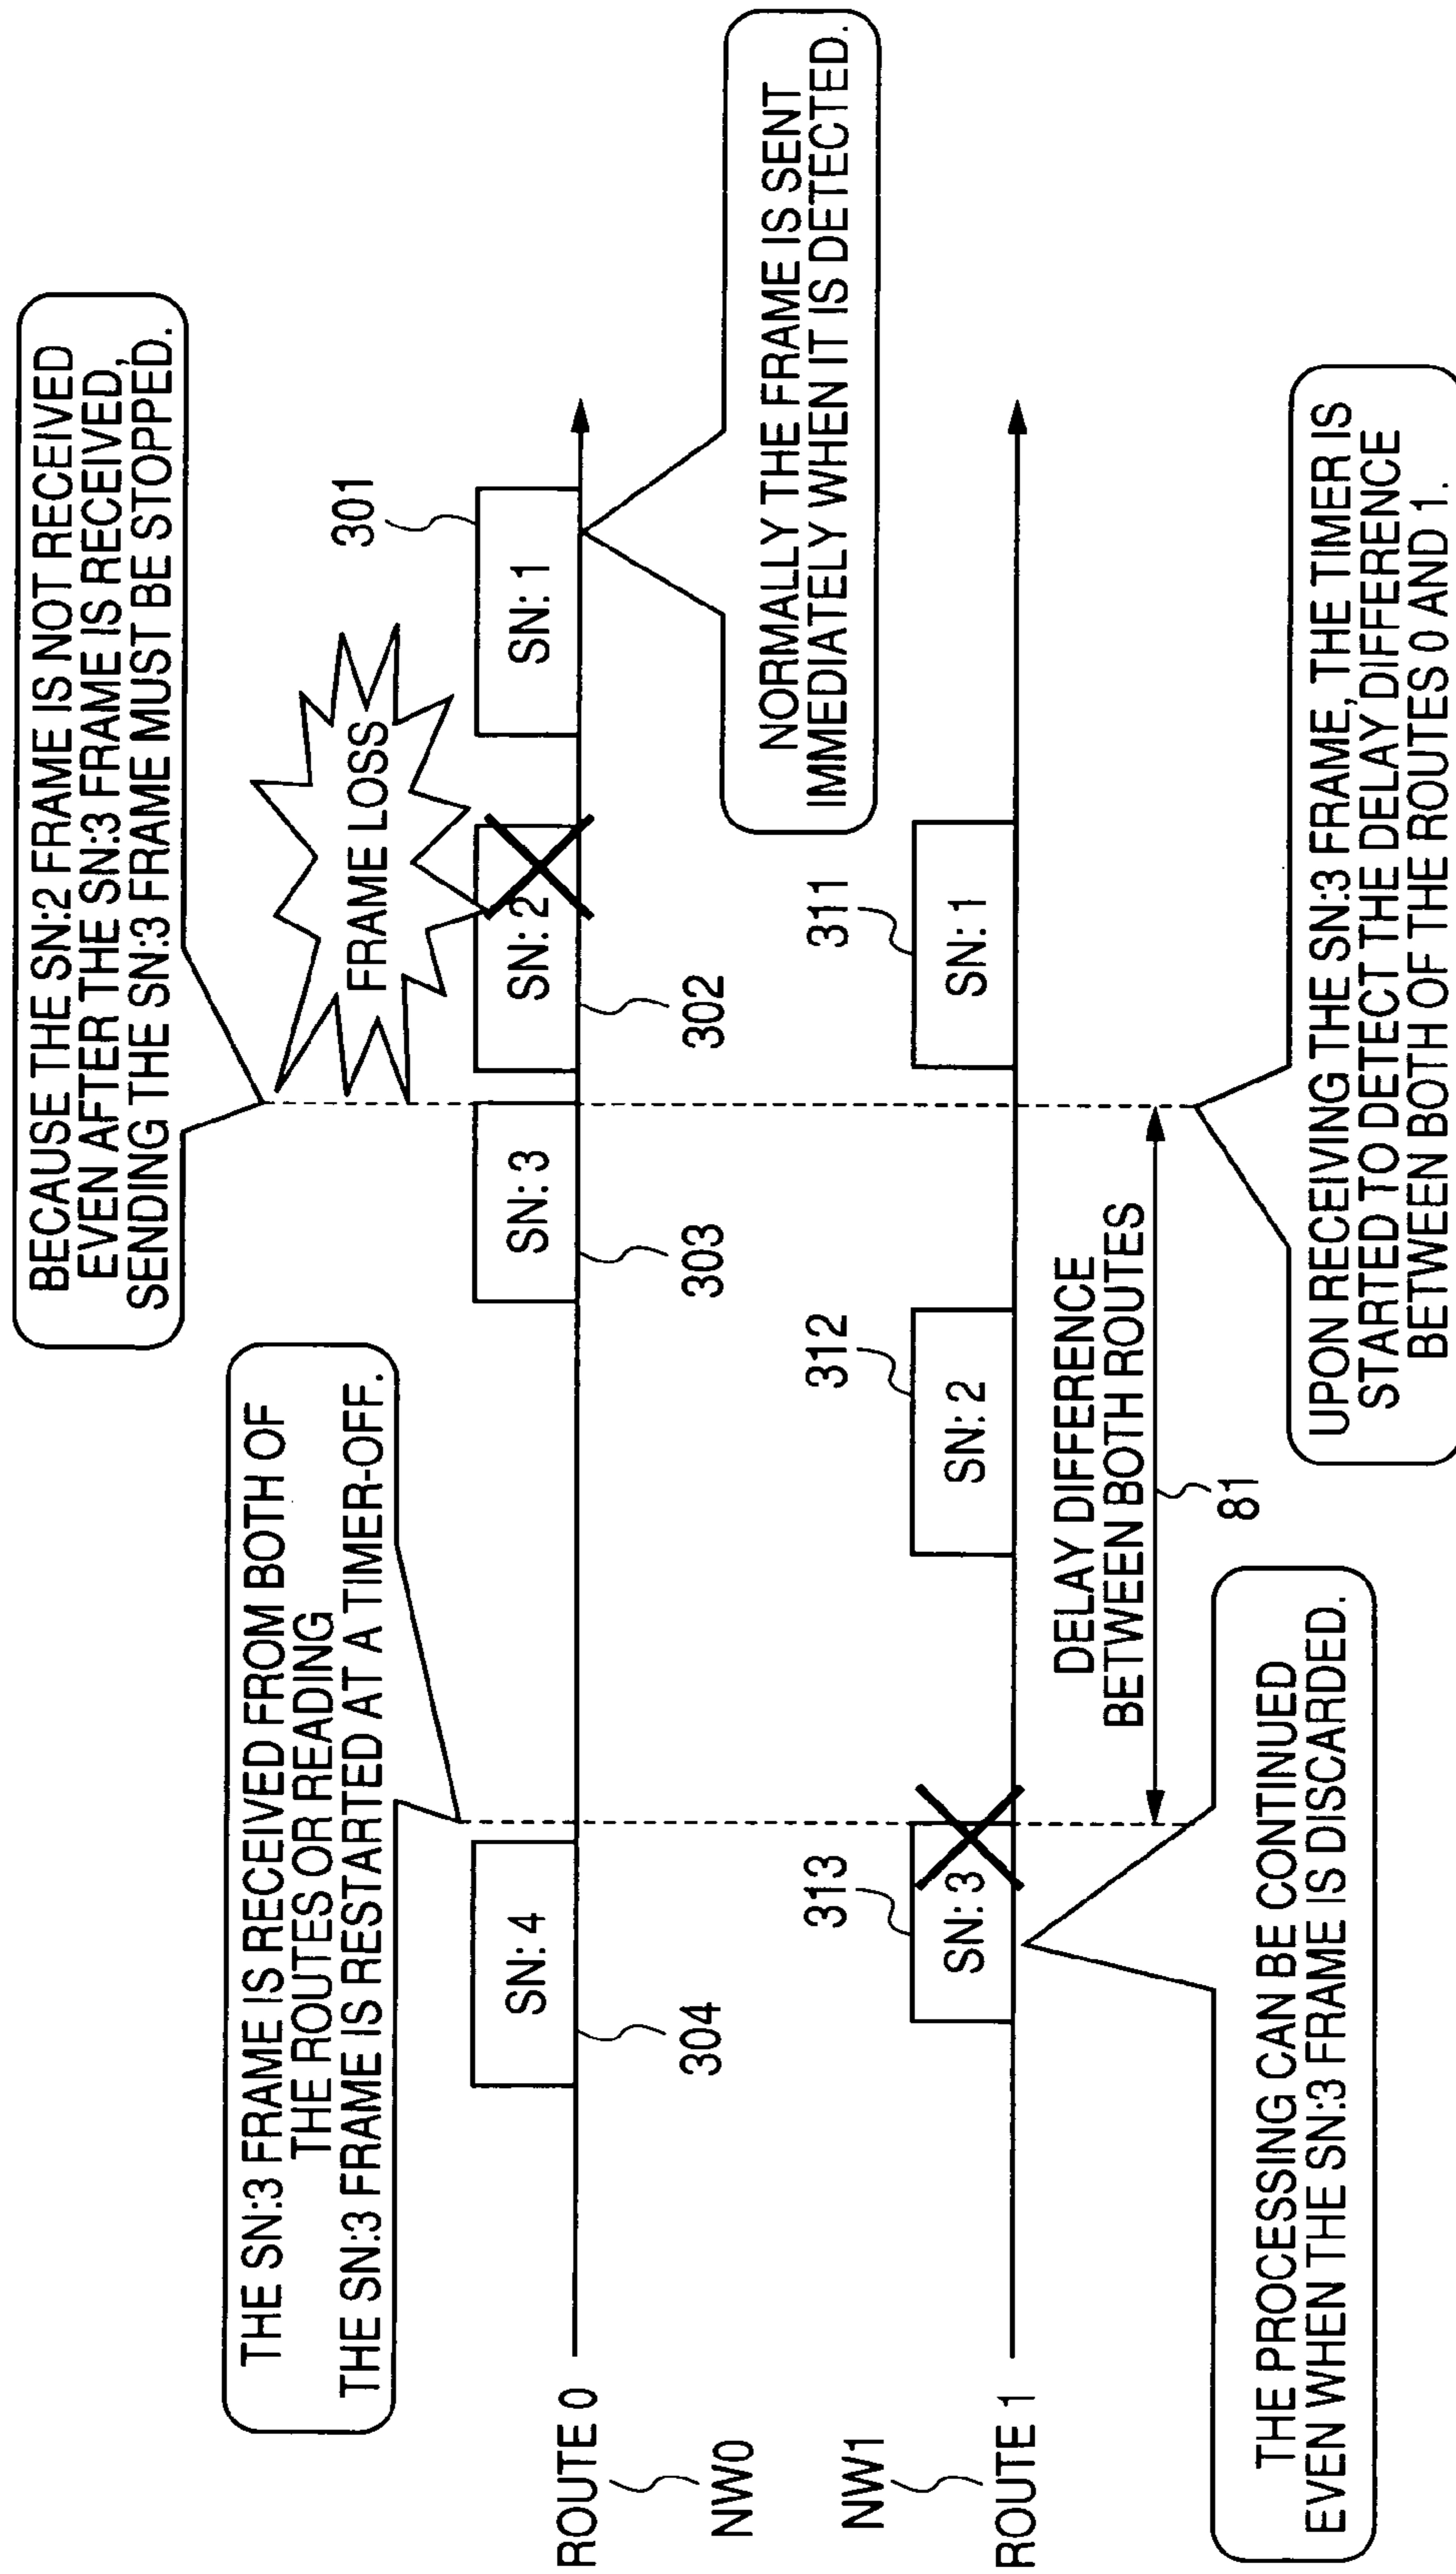 BECAUSE THE SN:2 FRAME IS NOT RECEIVED
EVEN AFTER THE SN:3 FRAME IS RECEIVED,
SENDING THE SN:3 FRAME MUST BE STOPPED.
THE SN:3 FRAME IS RECEIVED FROM BOTH OF
THE ROUTES OR READING
THE SN:3 FRAME IS RESTARTED AT A TIMER-OFF.
FRAME LOSS
301
ROUTE 0
SN: 4
SN: 3
SN: 2
SN: 1
NW0
304
303
302
NORMALLY THE FRAME IS SENT
IMMEDIATELY WHEN IT IS DETECTED.
NW1
313
312
311
ROUTE 1
SN: 3
SN: 2
SN: 1
DELAY DIFFERENCE
BETWEEN BOTH ROUTES
81
THE PROCESSING CAN BE CONTINUED
EVEN WHEN THE SN:3 FRAME IS DISCARDED.
UPON RECEIVING THE SN:3 FRAME, THE TIMER IS
STARTED TO DETECT THE DELAY DIFFERENCE
BETWEEN BOTH OF THE ROUTES 0 AND 1.